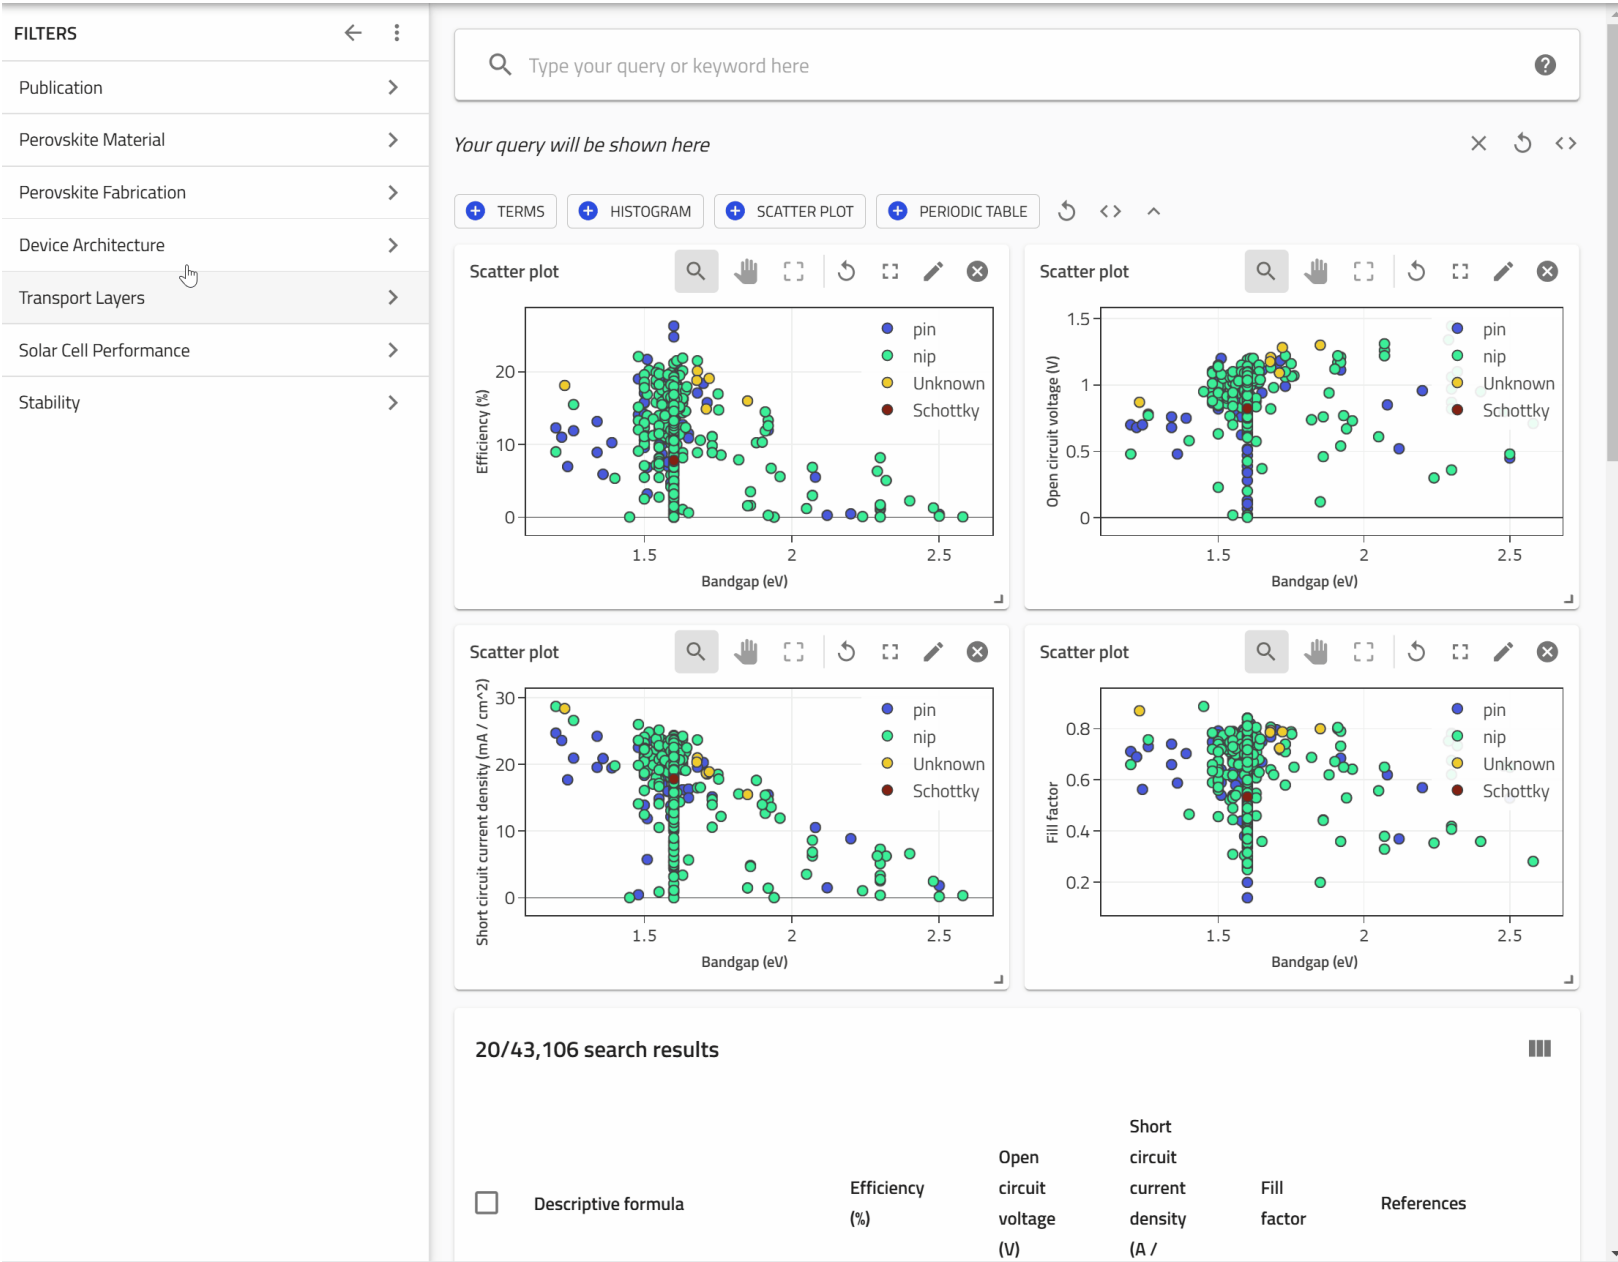 FILTERS
Publication
Perovskite Material
Perovskite Fabrication
Device Architecture
Transport Layers
Solar Cell Performance
Stability
Type your query or keyword here
Your query will be shown here
TERMS
HISTOGRAM
SCATTER PLOT
PERIODIC TABLE
Scatter plot
pin
nip
Unknown
Schottky
20
10
0
1.5
2
2.5
Efficiency (%)
Bandgap (eV)
Scatter plot
pin
nip
Unknown
Schottky
1.5
1
0.5
0
1.5
2
2.5
Open circuit voltage (V)
Bandgap (eV)
Scatter plot
pin
nip
Unknown
Schottky
30
20
10
0
1.5
2
2.5
Short circuit current density (mA / cm^2)
Bandgap (eV)
Scatter plot
pin
nip
Unknown
Schottky
0.8
0.6
0.4
0.2
1.5
2
2.5
Fill factor
Bandgap (eV)
20/43,106 search results
Descriptive formula
Efficiency
(%)
Open
circuit
voltage
(V)
Short
circuit
current
density
(A /
Fill
factor
References